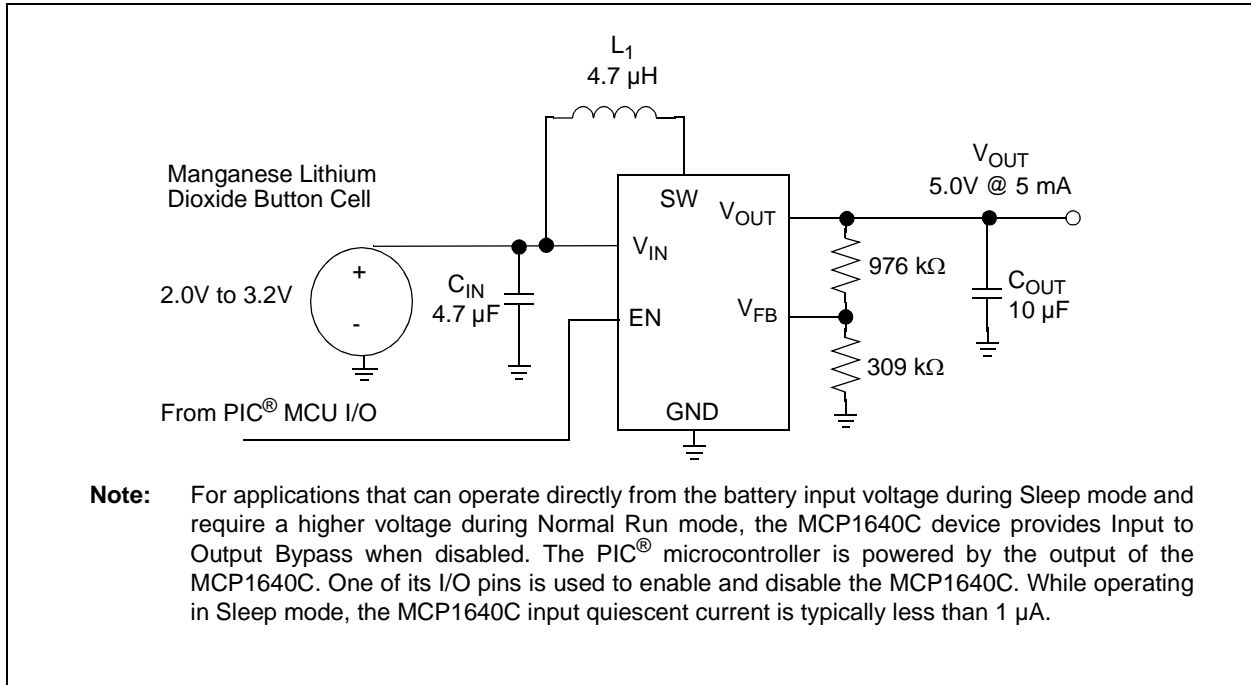 L1
4.7 µH
Manganese Lithium
Dioxide Button Cell
2.0V to 3.2V
+
-
CIN
4.7 µF
From PIC® MCU I/O
SW
VIN
EN
GND
VOUT
VFB
976 kΩ
309 kΩ
VOUT
5.0V @ 5 mA
COUT
10 µF
Note: For applications that can operate directly from the battery input voltage during Sleep mode and
require a higher voltage during Normal Run mode, the MCP1640C device provides Input to
Output Bypass when disabled. The PIC® microcontroller is powered by the output of the
MCP1640C. One of its I/O pins is used to enable and disable the MCP1640C. While operating
in Sleep mode, the MCP1640C input quiescent current is typically less than 1 µA.